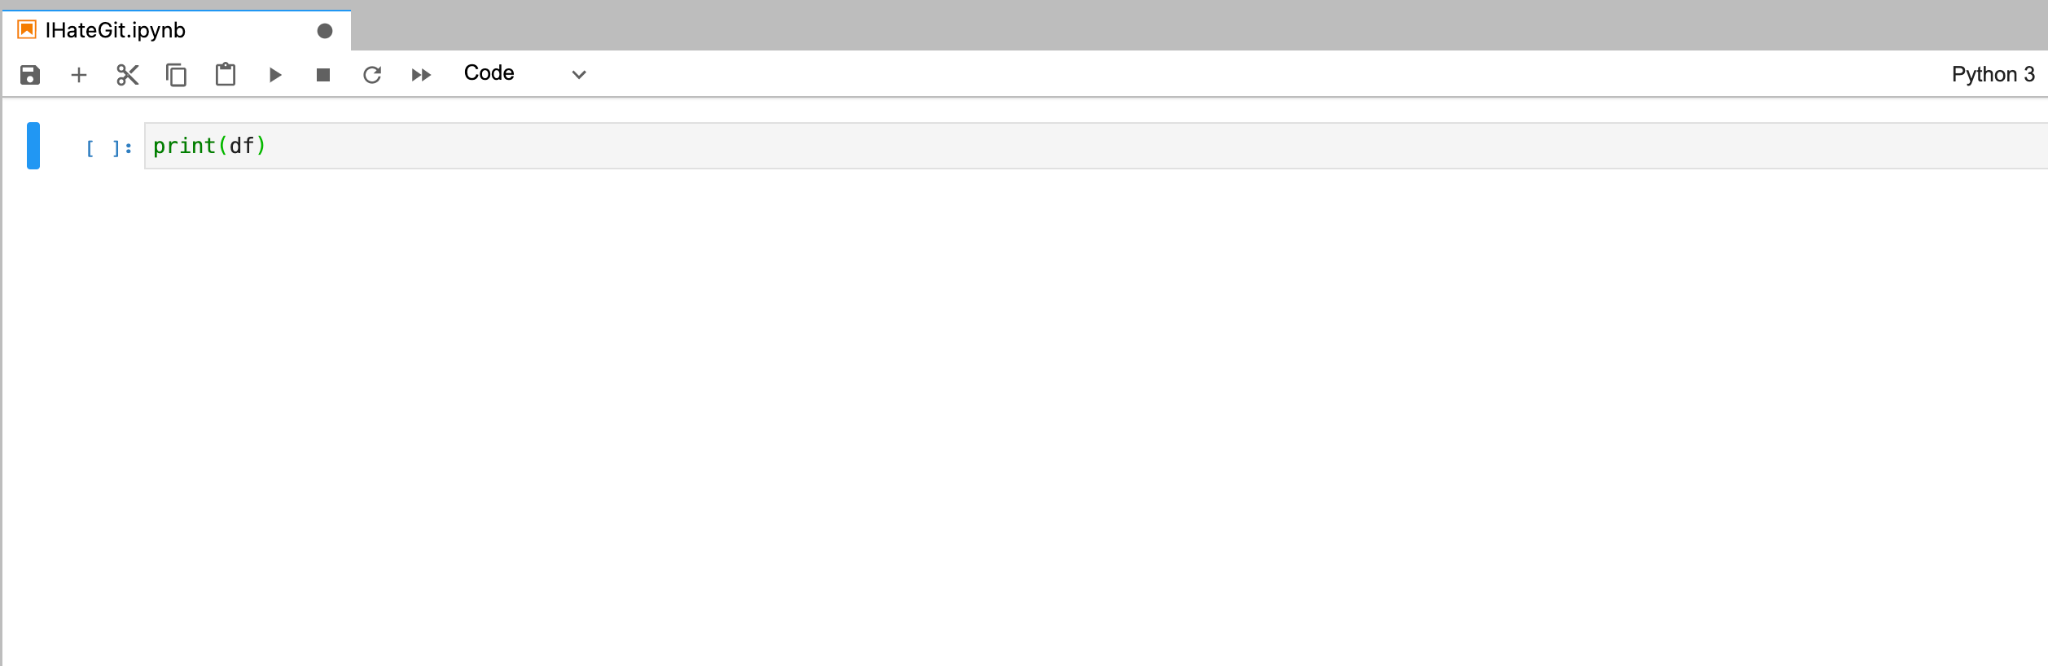 IHateGit.ipynb
Code
Python 3
[ ]: print(df)